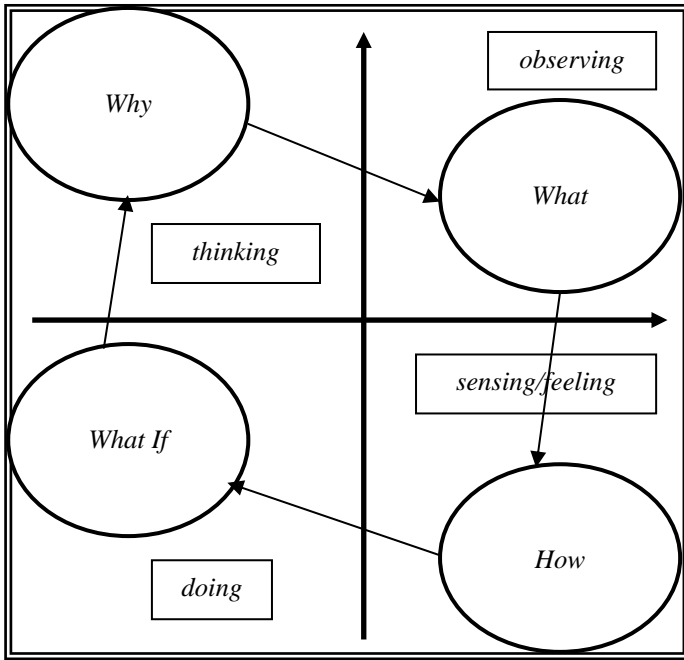 observing
Why
What
thinking
sensing/feeling
What If
How
doing